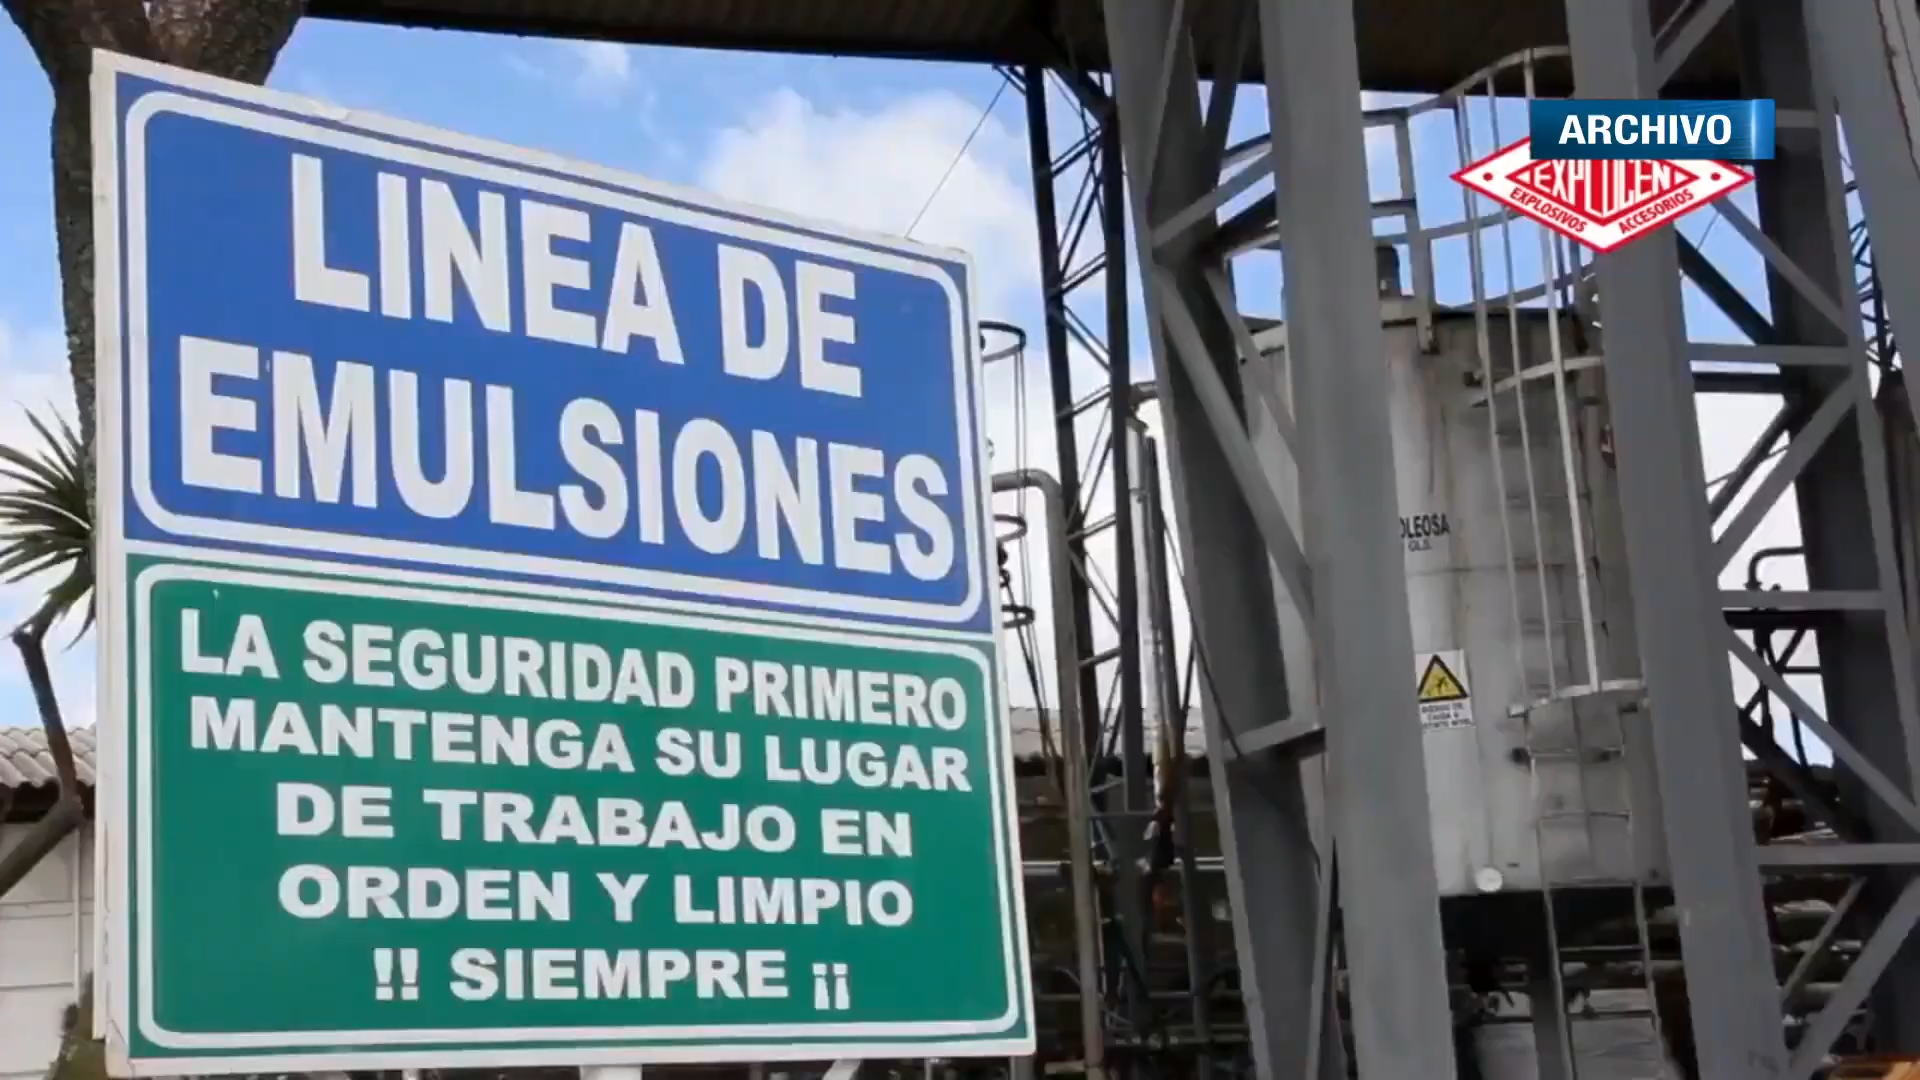 LINEA DE
EMULSIONES
LA SEGURIDAD PRIMERO
MANTENGA SU LUGAR
DE TRABAJO EN
ORDEN Y LIMPIO
!! SIEMPRE ¡¡
ARCHIVO
EXPLOCEN
EXPLOSIVOS ACCESORIOS
OLEOSA
GLS.